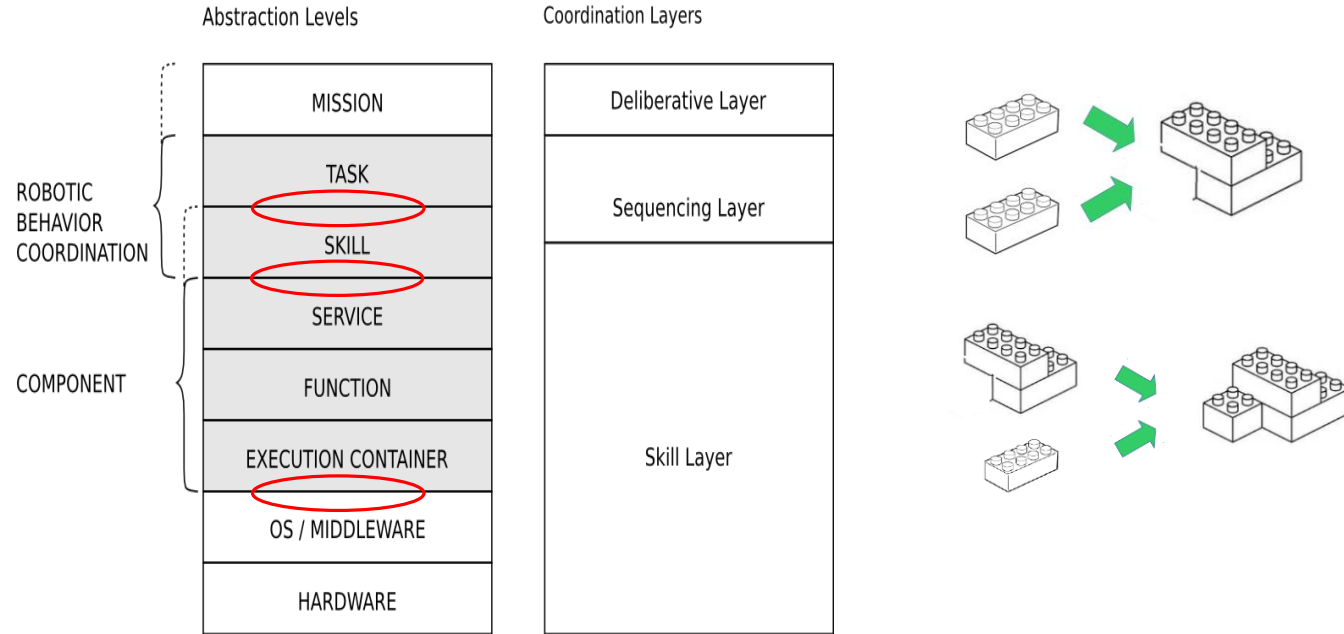 Abstraction Levels
Coordination Layers
MISSION
TASK
SKILL
SERVICE
FUNCTION
EXECUTION CONTAINER
OS / MIDDLEWARE
HARDWARE
ROBOTIC
BEHAVIOR
COORDINATION
COMPONENT
Deliberative Layer
Sequencing Layer
Skill Layer